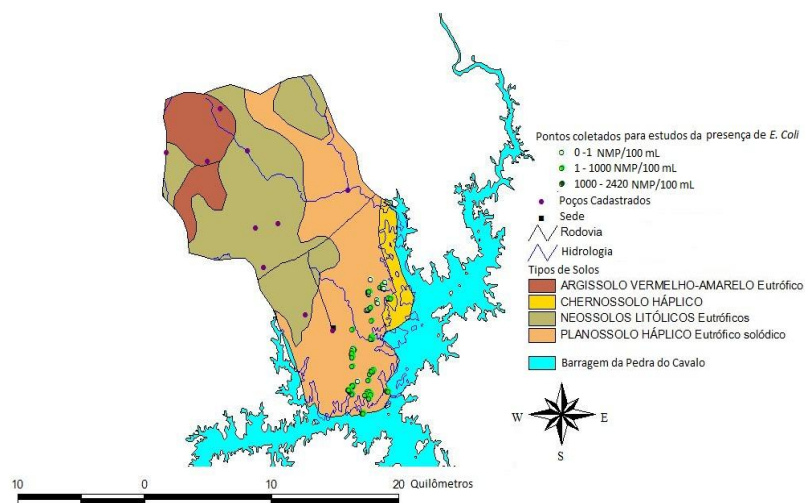 Pontos coletados para estudos da presença de E. Coli
0 -1 NMP/100 mL
1 - 1000 NMP/100 mL
1000 - 2420 NMP/100 mL
Poços Cadastrados
Sede
Rodovia
Hidrologia
Tipos de Solos
ARGISSOLO VERMELHO-AMARELO Eutrófico
CHERNOSSOLO HÁPLICO
NEOSSOLOS LITÓLICOS Eutróficos
PLANOSSOLO HÁPLICO Eutrófico solódico
Barragem da Pedra do Cavalo
N
W E
S
10 0 10 20 Quilômetros